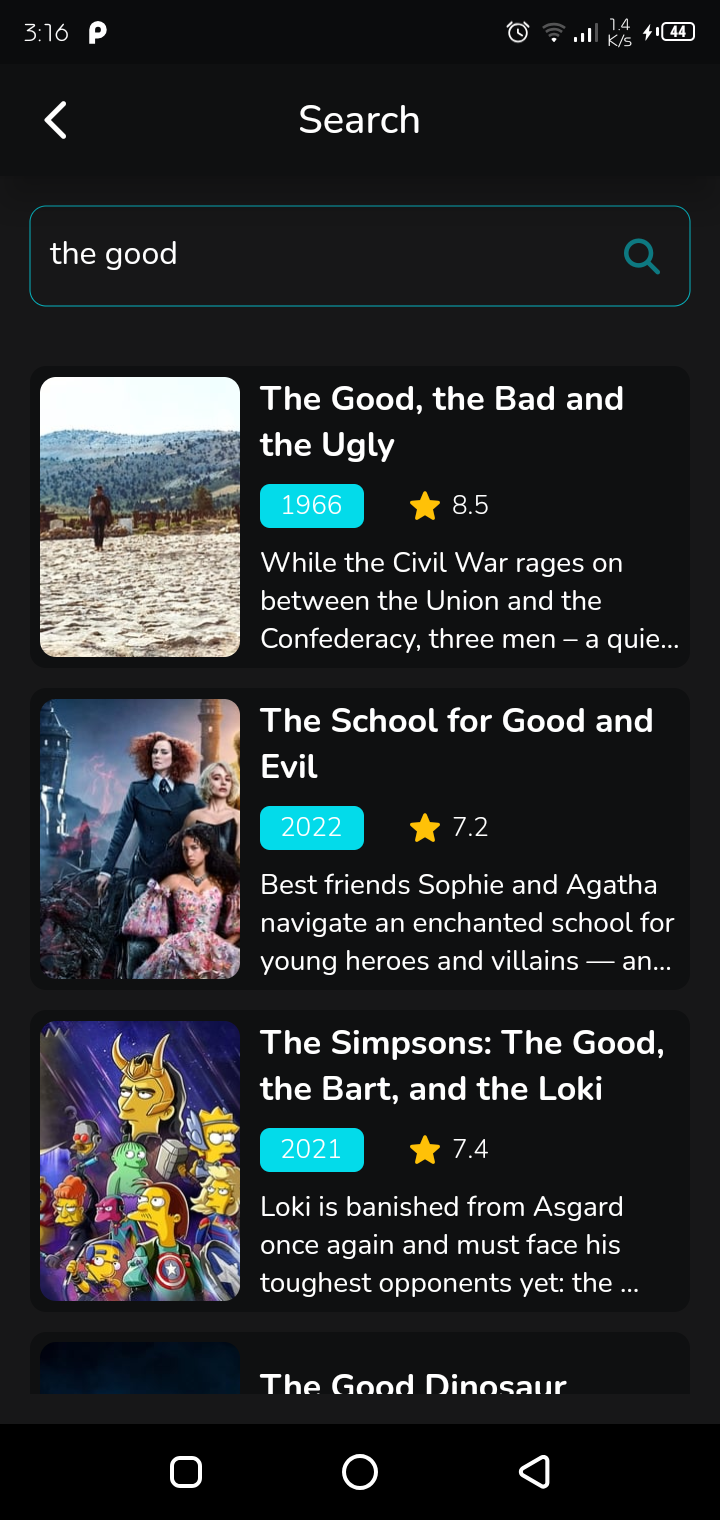 3:16
1.4
K/s
44
Search
the good
The Good, the Bad and
the Ugly
1966
8.5
While the Civil War rages on
between the Union and the
Confederacy, three men – a quie...
The School for Good and
Evil
2022
7.2
Best friends Sophie and Agatha
navigate an enchanted school for
young heroes and villains — an...
The Simpsons: The Good,
the Bart, and the Loki
2021
7.4
Loki is banished from Asgard
once again and must face his
toughest opponents yet: the ...
The Good Dinosaur